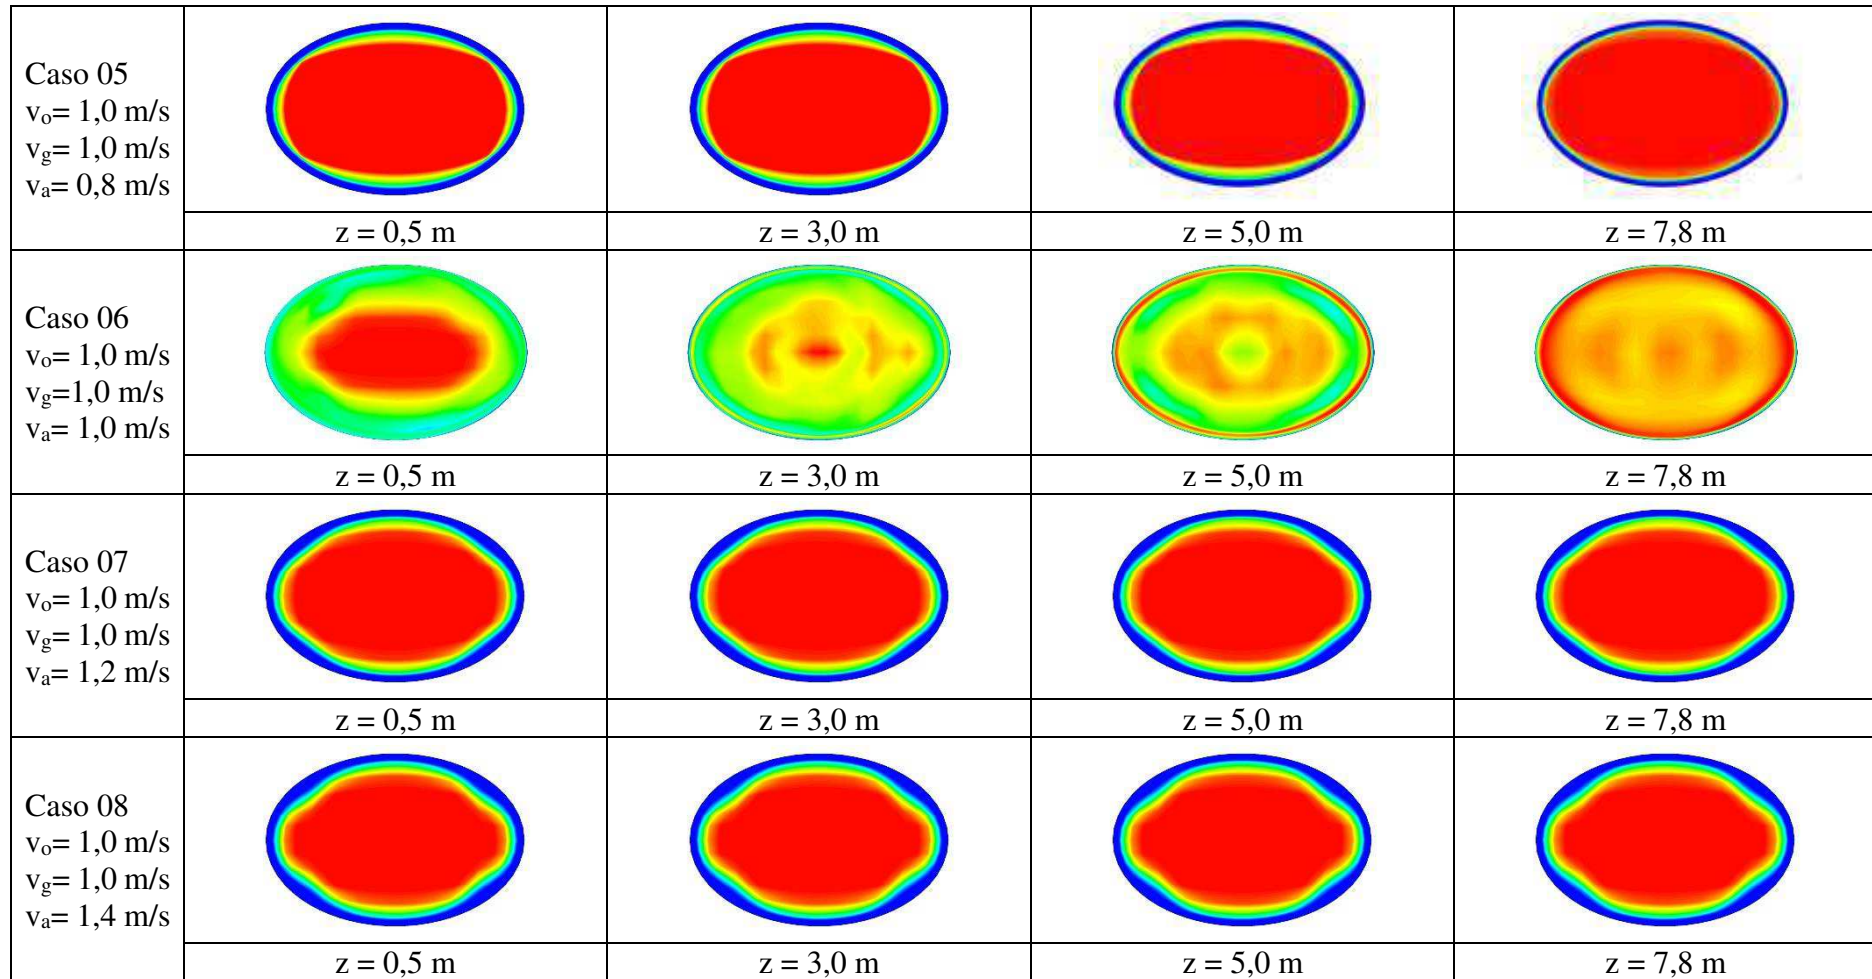 Caso 05
vo= 1,0 m/s
vg= 1,0 m/s
va= 0,8 m/s
z = 0,5 m
z = 3,0 m
z = 5,0 m
z = 7,8 m
Caso 06
vo= 1,0 m/s
vg=1,0 m/s
va= 1,0 m/s
z = 0,5 m
z = 3,0 m
z = 5,0 m
z = 7,8 m
Caso 07
vo= 1,0 m/s
vg= 1,0 m/s
va= 1,2 m/s
z = 0,5 m
z = 3,0 m
z = 5,0 m
z = 7,8 m
Caso 08
vo= 1,0 m/s
vg= 1,0 m/s
va= 1,4 m/s
z = 0,5 m
z = 3,0 m
z = 5,0 m
z = 7,8 m